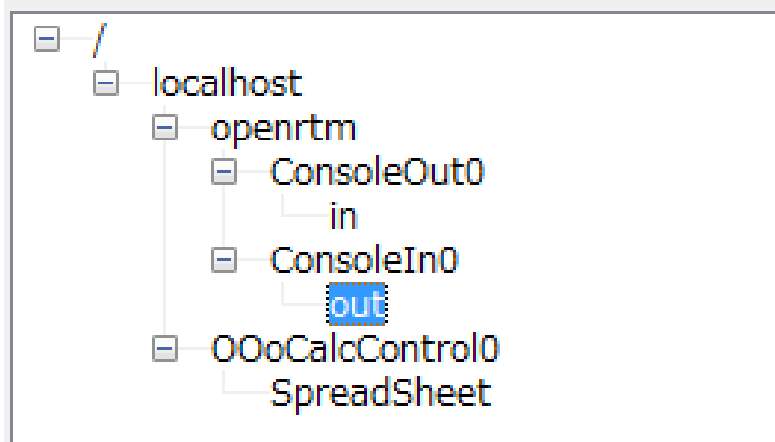 /
localhost
openrtm
ConsoleOut0
in
ConsoleIn0
out
OOoCalcControl0
SpreadSheet